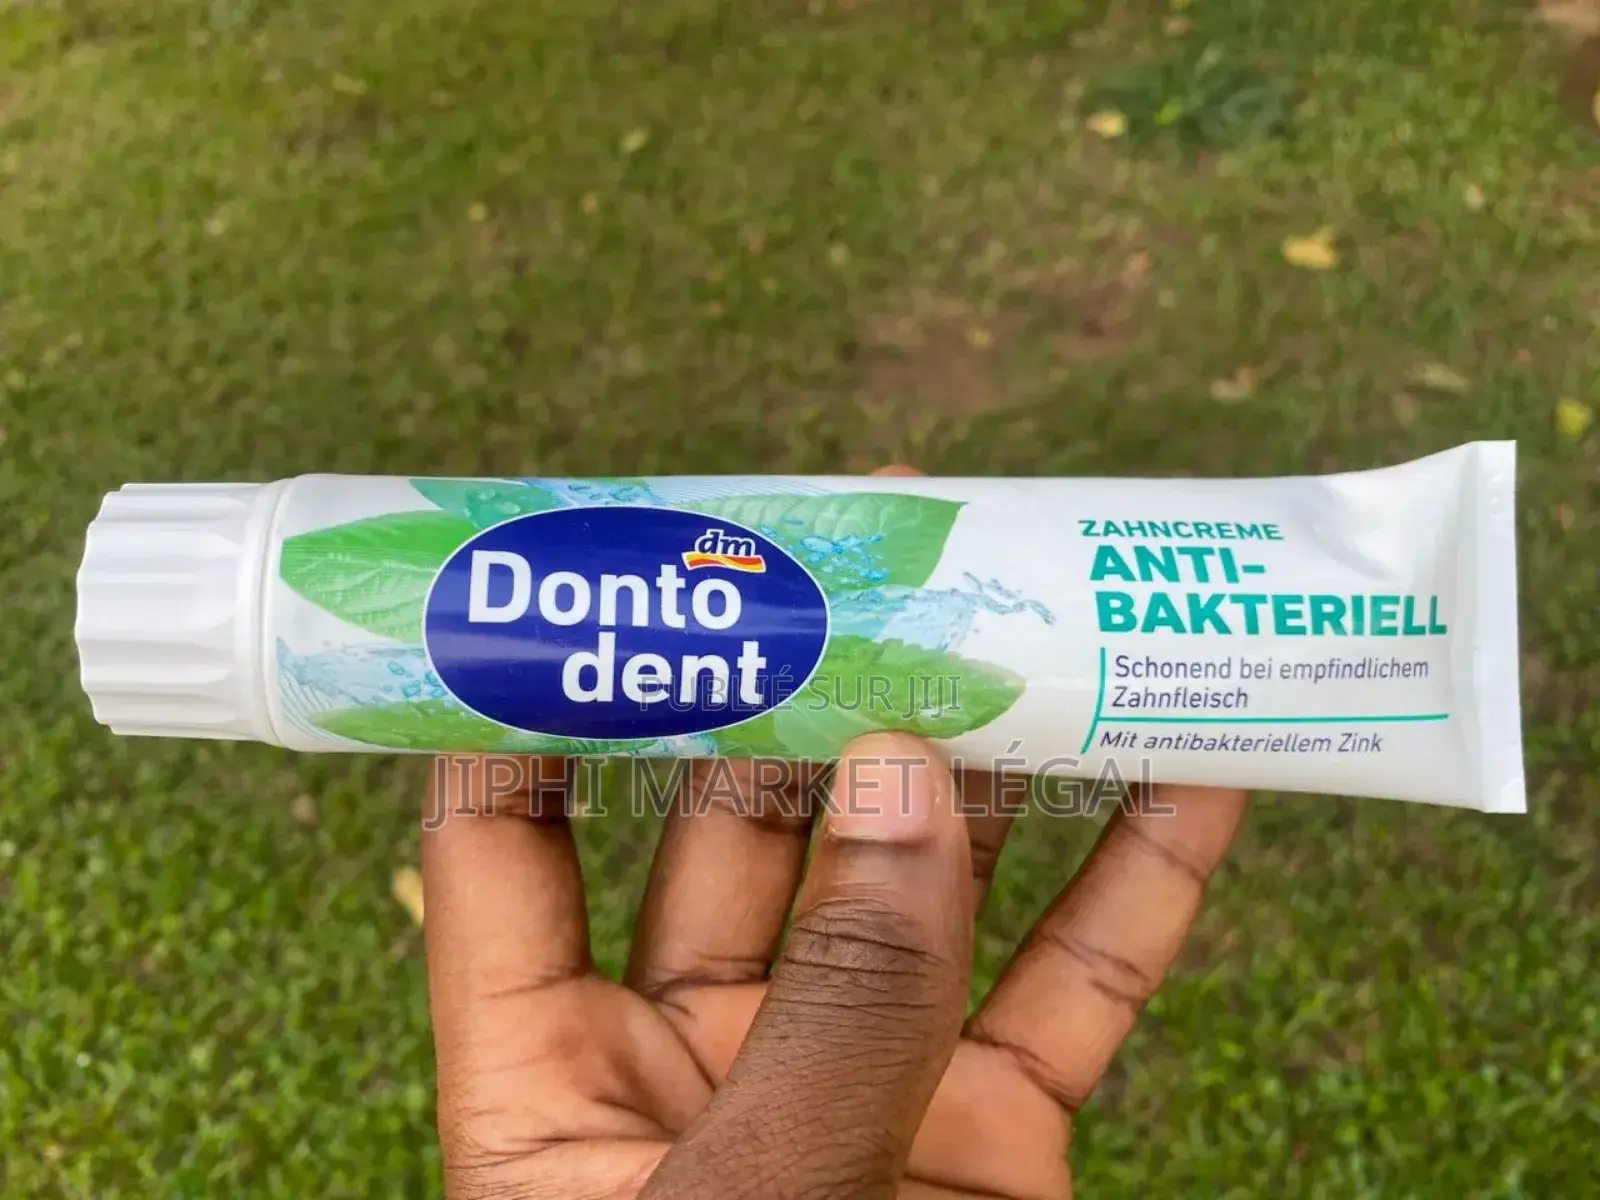 dm
Donto
dent
ZAHNCREME
ANTI-
BAKTERIELL
Schonend bei empfindlichem
Zahnfleisch
Mit antibakteriellem Zink
PUBLIÉ SUR JIJI
JIPHI MARKET LÉGAL